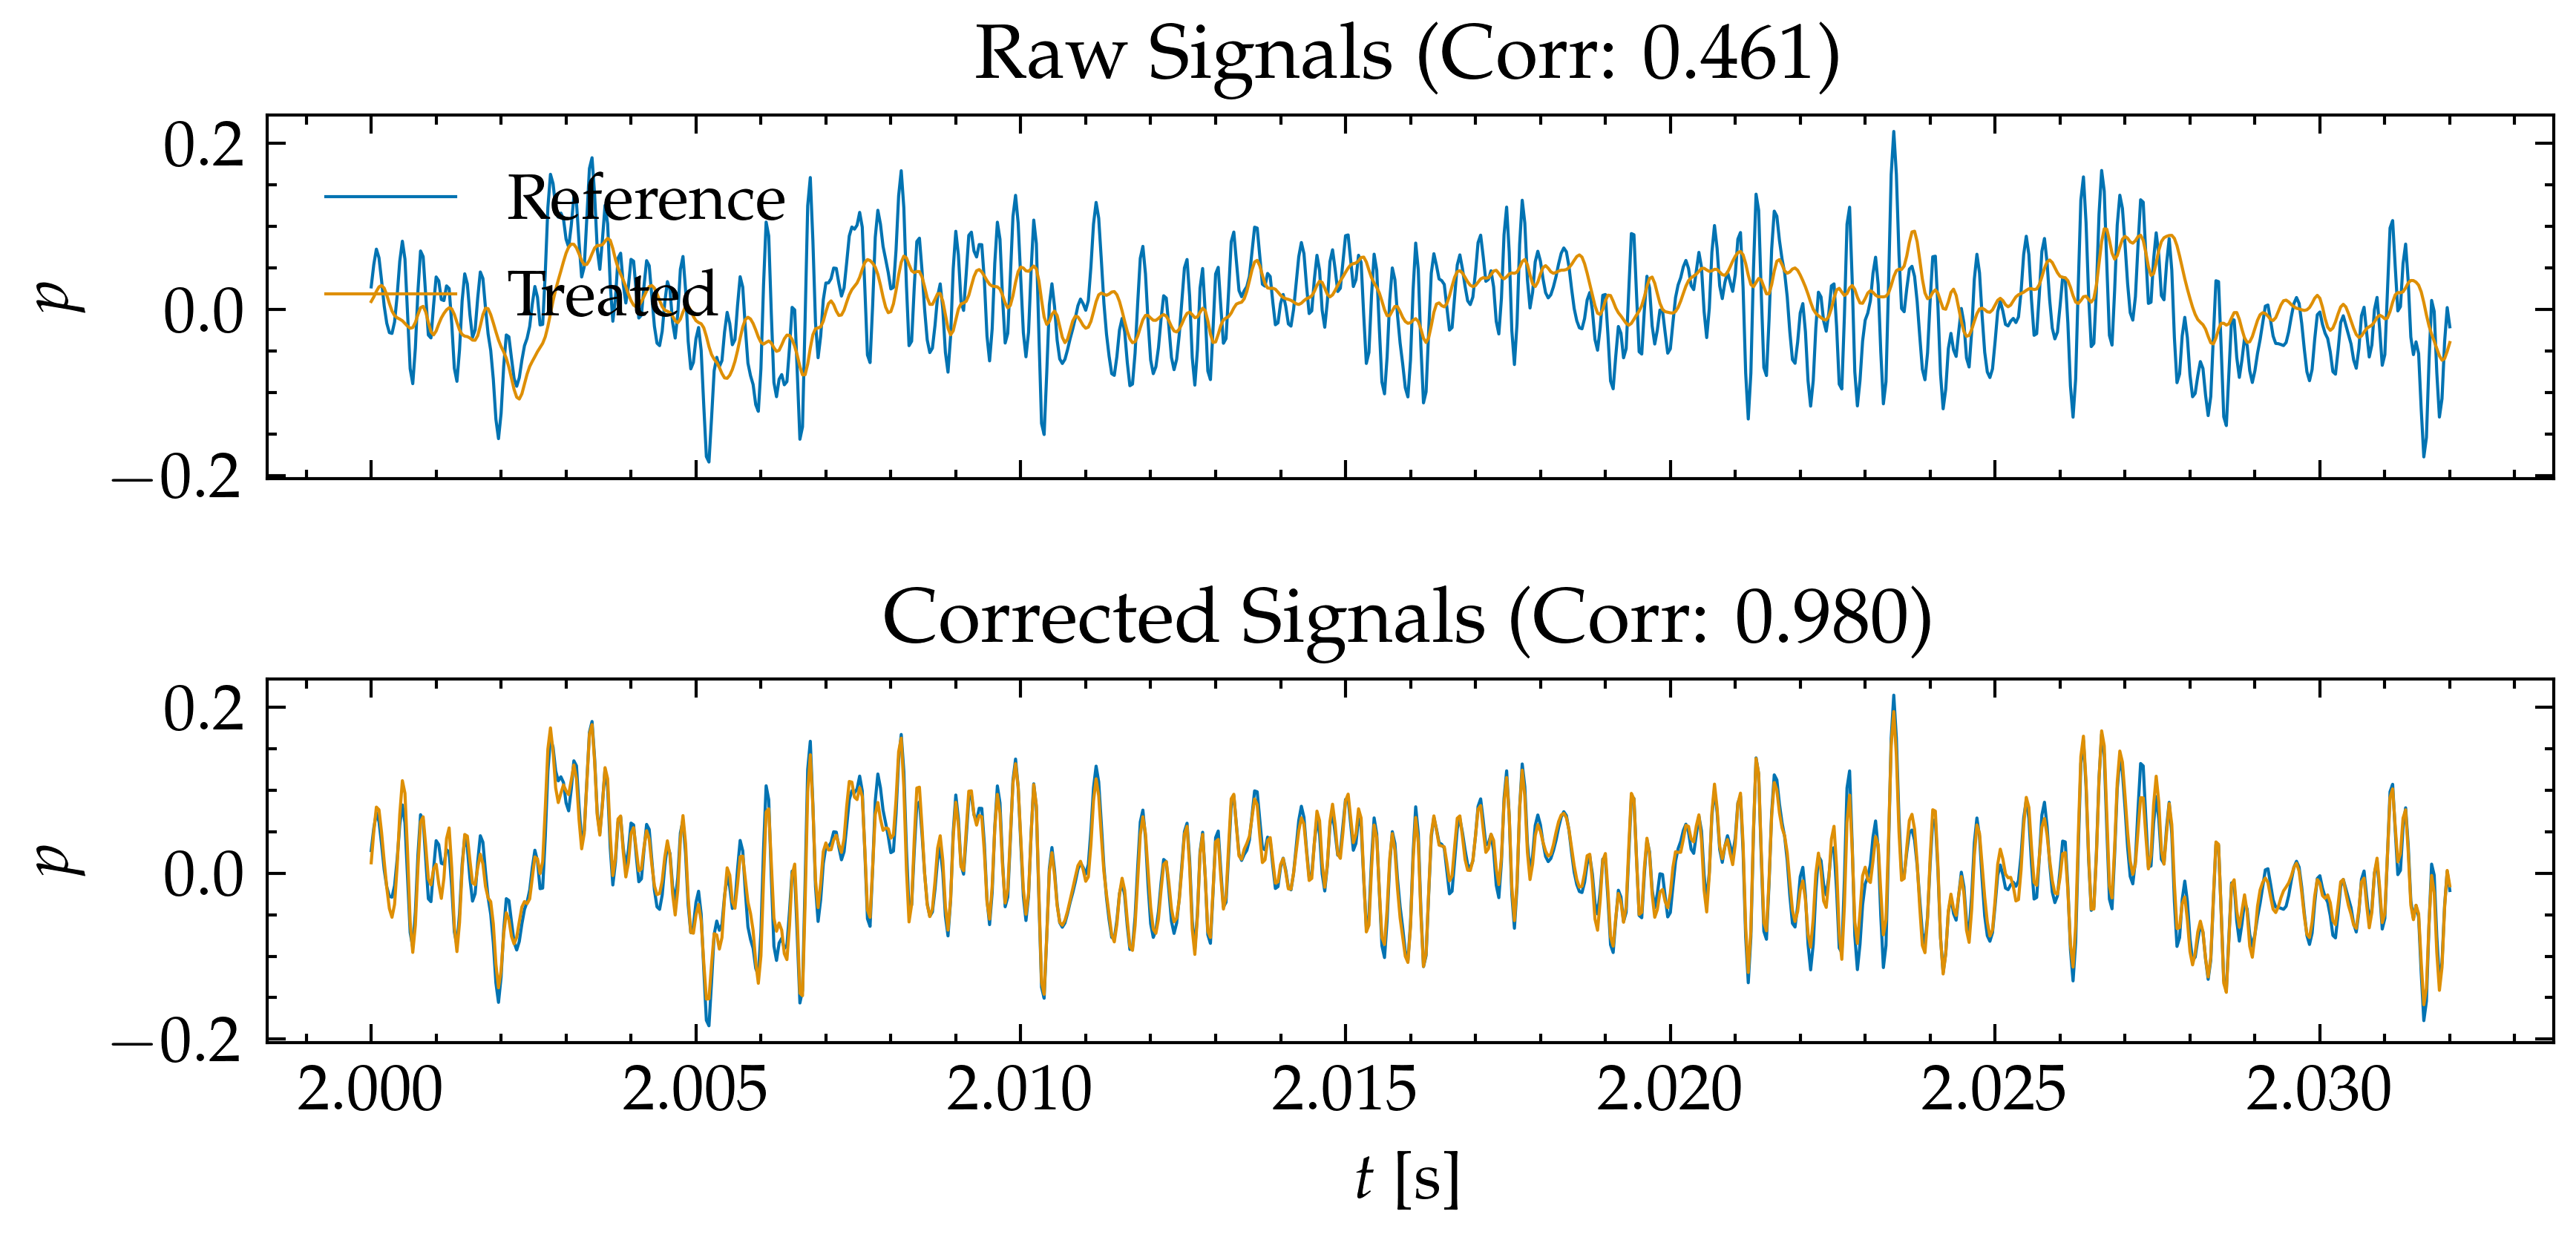 Raw Signals (Corr: 0.461)
0.2
0.0
−0.2
p
Reference
Treated
Corrected Signals (Corr: 0.980)
0.2
0.0
−0.2
p
2.000 2.005 2.010 2.015 2.020 2.025 2.030
t [s]